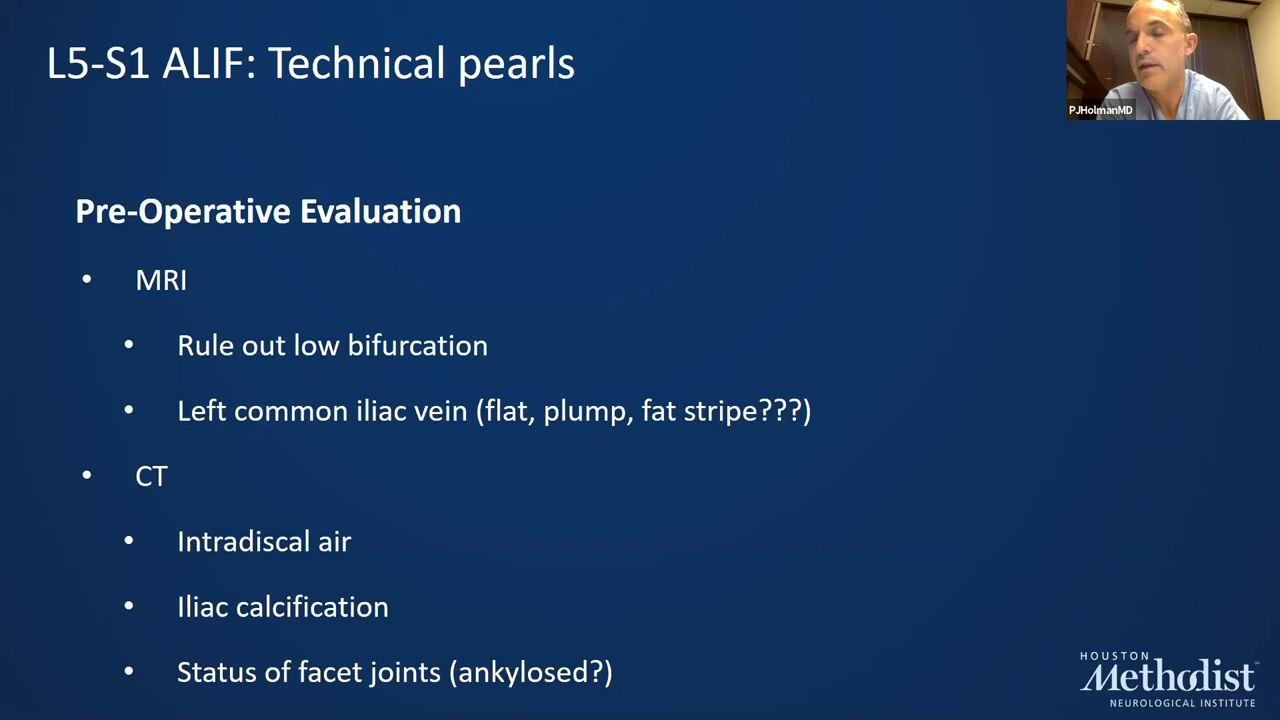 L5-S1 ALIF: Technical pearls
PJHolmanMD
Pre-Operative Evaluation
• MRI
• Rule out low bifurcation
• Left common iliac vein (flat, plump, fat stripe???)
• CT
• Intradiscal air
• Iliac calcification
• Status of facet joints (ankylosed?)
HOUSTON
Methodist
NEUROLOGICAL INSTITUTE